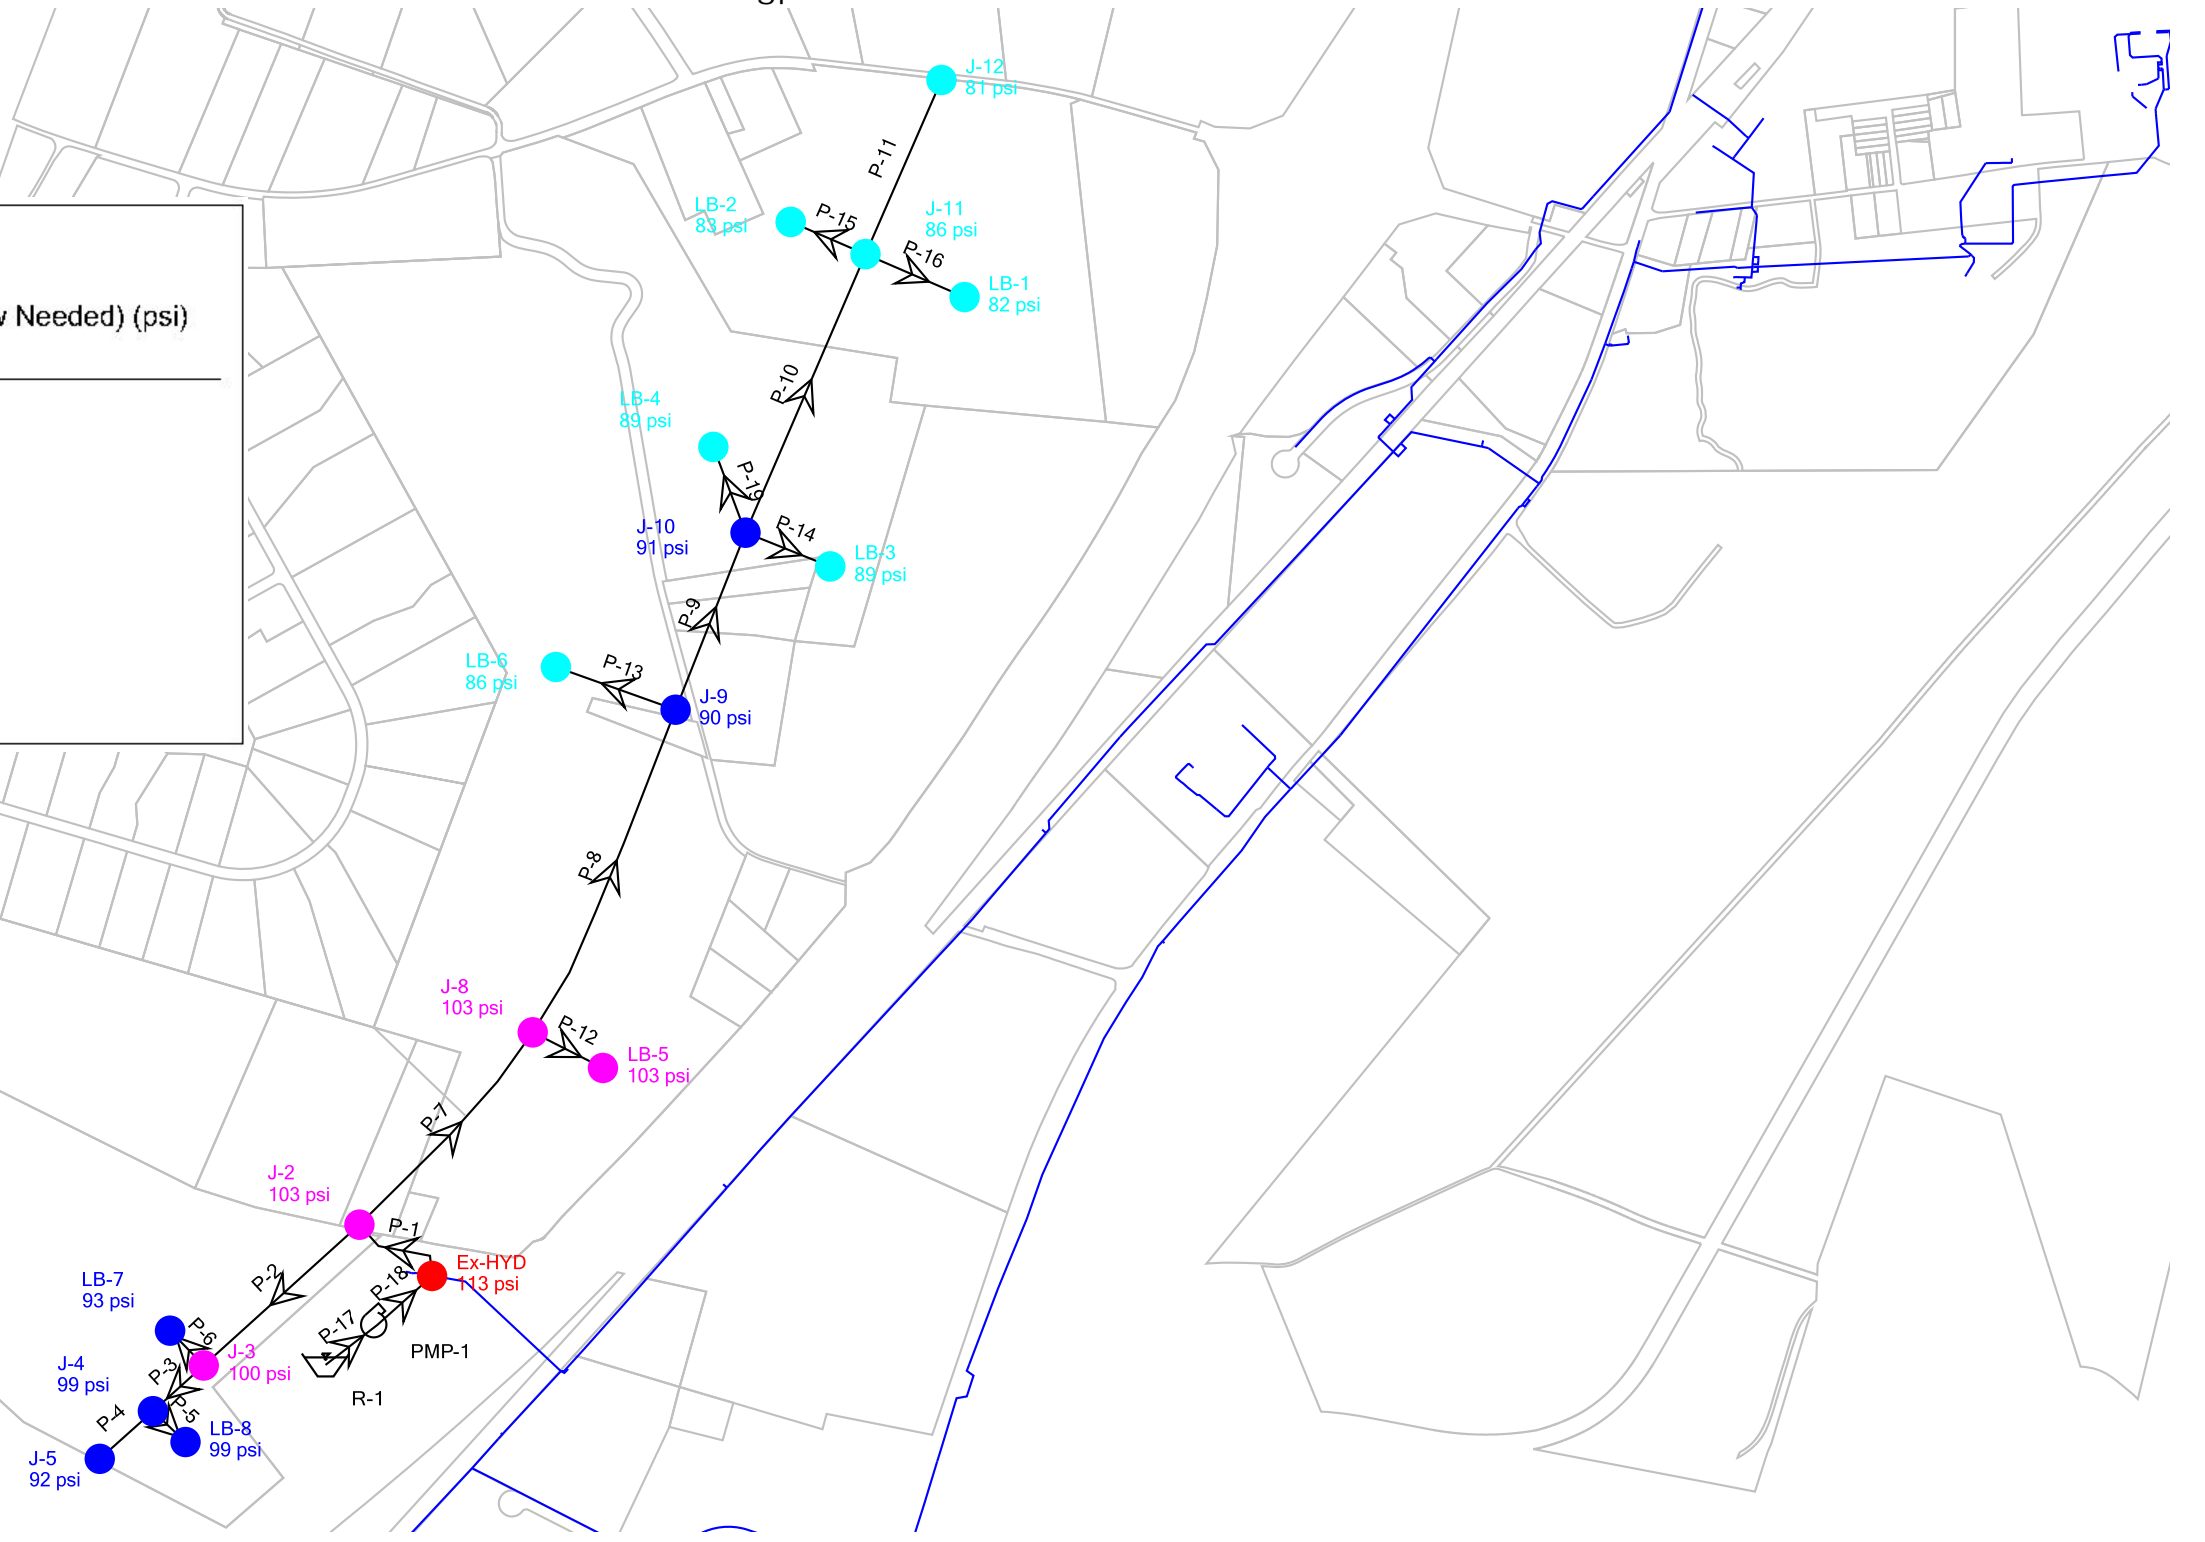 J-12
81 psi
P-11
LB-2
83 psi
P-15
J-11
86 psi
P-16
LB-1
82 psi
Needed) (psi)
P-10
LB-4
89 psi
P-19
J-10
91 psi
P-14
LB-3
89 psi
P-9
LB-6
86 psi
P-13
J-9
90 psi
P-8
J-8
103 psi
P-12
LB-5
103 psi
P-7
J-2
103 psi
P-1
Ex-HYD
113 psi
P-18
P-2
LB-7
93 psi
P-17
P-6
PMP-1
J-3
100 psi
J-4
99 psi
P-3
R-1
P-4
P-5
LB-8
99 psi
J-5
92 psi